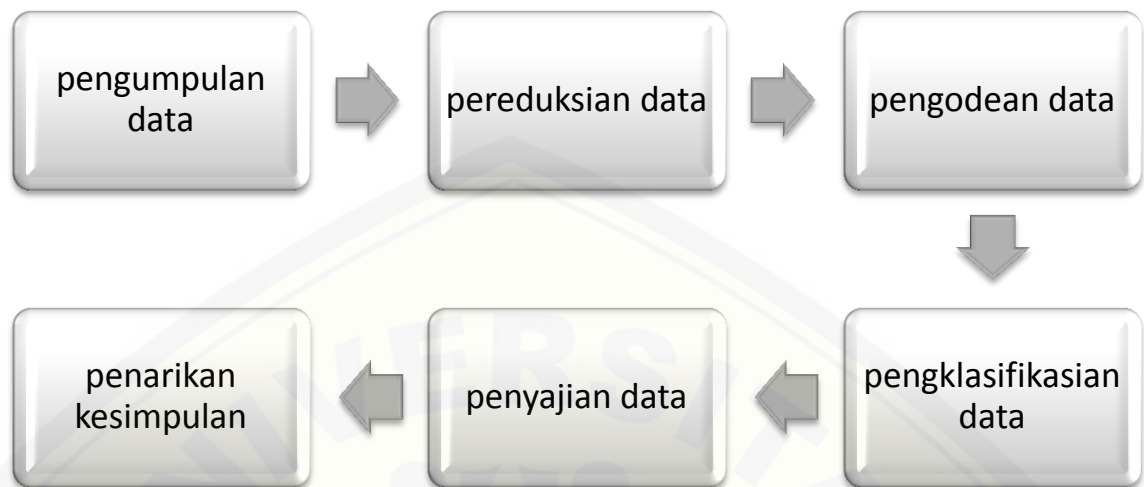 pengumpulan
data
pereduksian data
pengodean data
pengklasifikasian
data
penyajian data
penarikan
kesimpulan